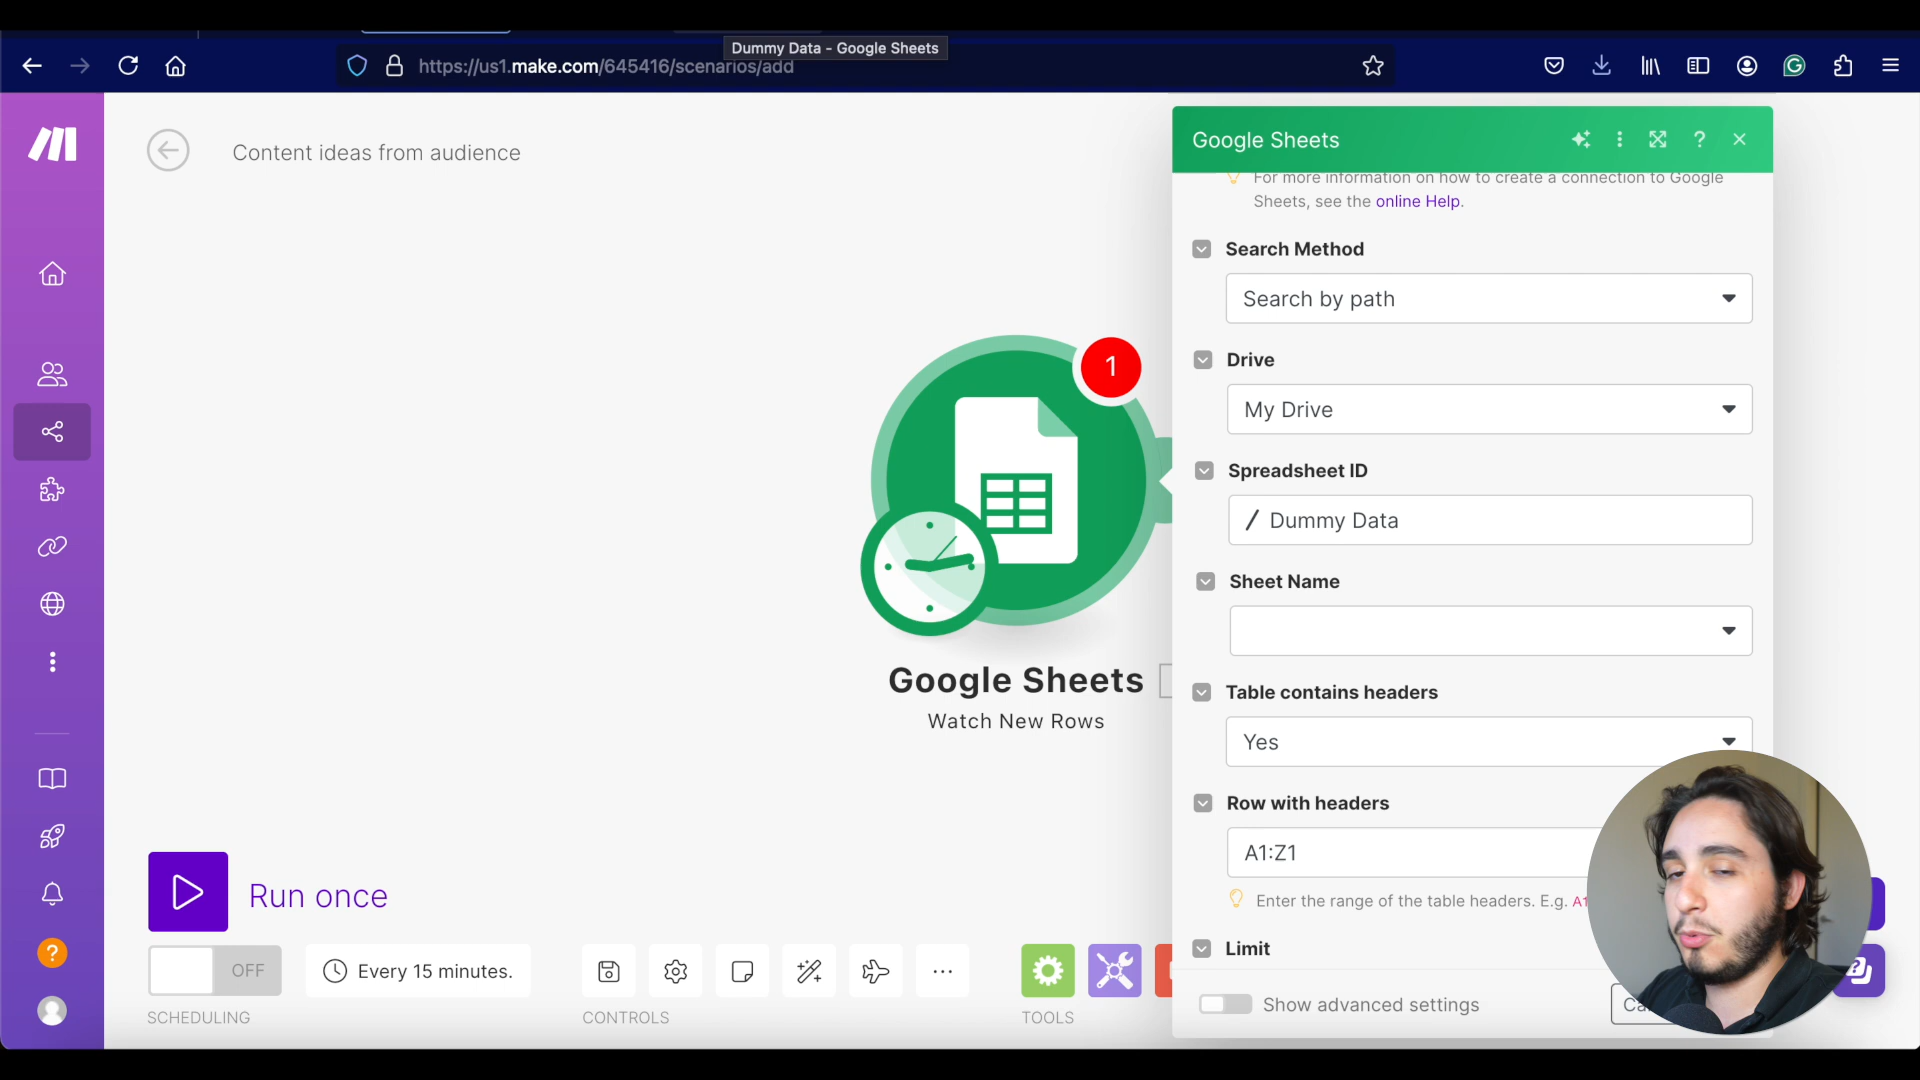 Dummy Data - Google Sheets
https://us1.make.com/645416/scenarios/add
Content ideas from audience
Google Sheets
For more information on how to create a connection to Google
Sheets, see the online Help.
Search Method
Search by path
Drive
My Drive
Spreadsheet ID
/ Dummy Data
Sheet Name
Table contains headers
Yes
Row with headers
A1:Z1
Enter the range of the table headers. E.g.
Limit
Show advanced settings
1
Google Sheets
Watch New Rows
Run once
OFF
Every 15 minutes.
SCHEDULING
CONTROLS
TOOLS